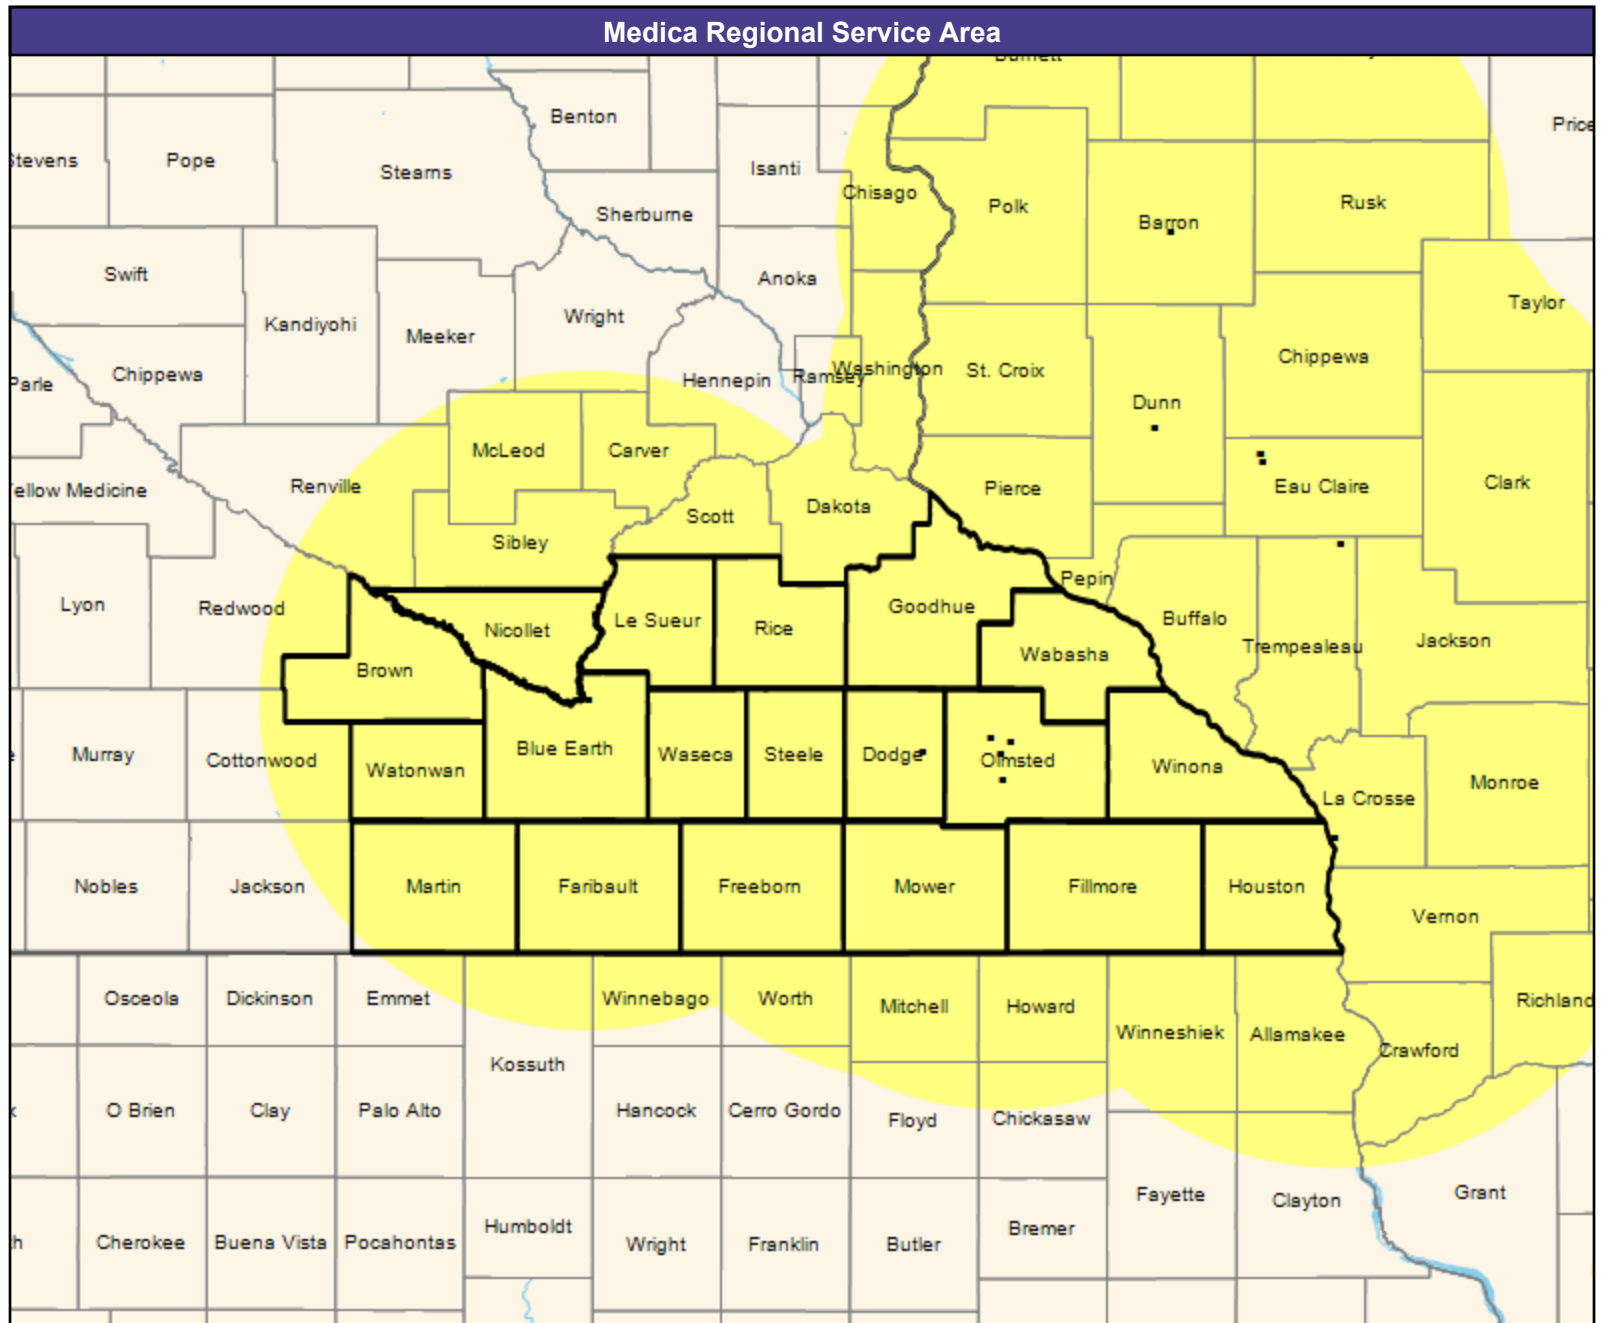 Medica Regional Service Area
Burnett
Benton
Price
Stevens
Pope
Stearns
Isanti
Chisago
Polk
Barron
Rusk
Sherburne
Swift
Anoka
Taylor
Kandiyohi
Meeker
Wright
Chippewa
Parle
Chippewa
Hennepin
Ramsey
Washington
St. Croix
Dunn
McLeod
Carver
Renville
ellow Medicine
Scott
Dakota
Pierce
Eau Claire
Clark
Sibley
Lyon
Redwood
Nicollet
Le Sueur
Rice
Goodhue
Pepin
Buffalo
Trempealeau
Jackson
Brown
Wabasha
Murray
Cottonwood
Watonwan
Blue Earth
Waseca
Steele
Dodge
Olmsted
Winona
La Crosse
Monroe
Nobles
Jackson
Martin
Faribault
Freeborn
Mower
Fillmore
Houston
Vernon
Osceola
Dickinson
Emmet
Winnebago
Worth
Mitchell
Howard
Winneshiek
Allamakee
Crawford
Richland
Kossuth
O Brien
Clay
Palo Alto
Hancock
Cerro Gordo
Floyd
Chickasaw
Fayette
Clayton
Grant
Cherokee
Buena Vista
Pocahontas
Humboldt
Wright
Franklin
Butler
Bremer